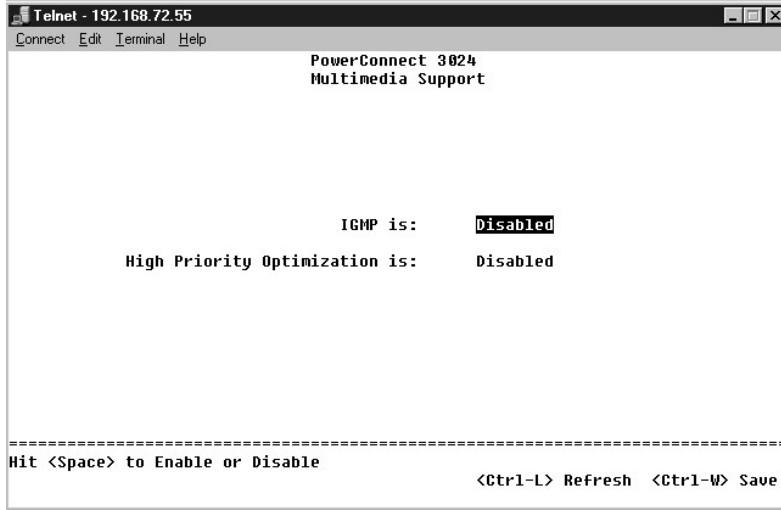 Telnet - 192.168.72.55
Connect Edit Terminal Help
PowerConnect 3024
Multimedia Support
IGMP is: Disabled
High Priority Optimization is: Disabled
================================================================================
Hit <Space> to Enable or Disable
<Ctrl-L> Refresh <Ctrl-W> Save